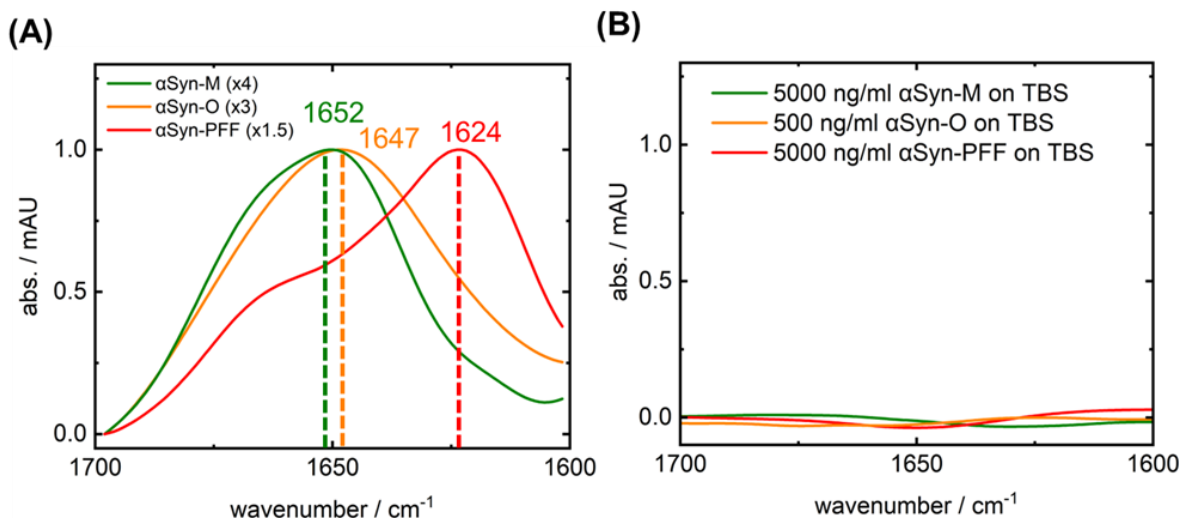 (A)
αSyn-M (x4)
αSyn-O (x3)
αSyn-PFF (x1.5)
1652
1647
1624
1.0
0.5
0.0
abs. / mAU
1700
1650
1600
wavenumber / cm⁻¹
(B)
5000 ng/ml αSyn-M on TBS
500 ng/ml αSyn-O on TBS
5000 ng/ml αSyn-PFF on TBS
1.0
0.5
0.0
abs. / mAU
1700
1650
1600
wavenumber / cm⁻¹